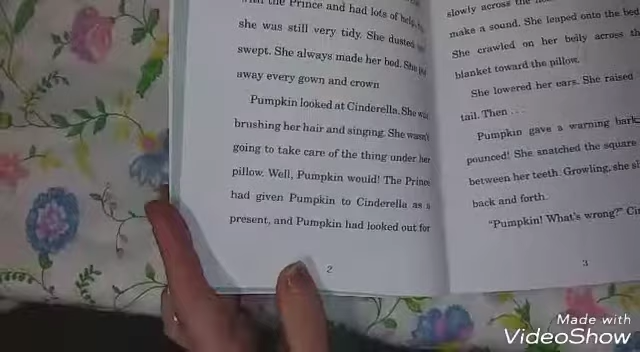 the Prince and had lots of help,
she was still very tidy. She dusted
swept. She always made her bed. She
away every gown and crown
Pumpkin looked at Cinderella. She was
brushing her hair and singing. She wasn't
going to take care of the thing under her
pillow. Well, Pumpkin would! The Prince
had given Pumpkin to Cinderella as a
present, and Pumpkin had looked out for
2
slowly across the
make a sound. She leaped onto the bed
She crawled on her belly across th
blanket toward the pillow.
She lowered her ears. She raised
tail. Then . . .
Pumpkin gave a warning bark
pounced! She snatched the square
between her teeth. Growling, she sh
back and forth.
"Pumpkin! What's wrong?" Cin
3
Made with
VideoShow